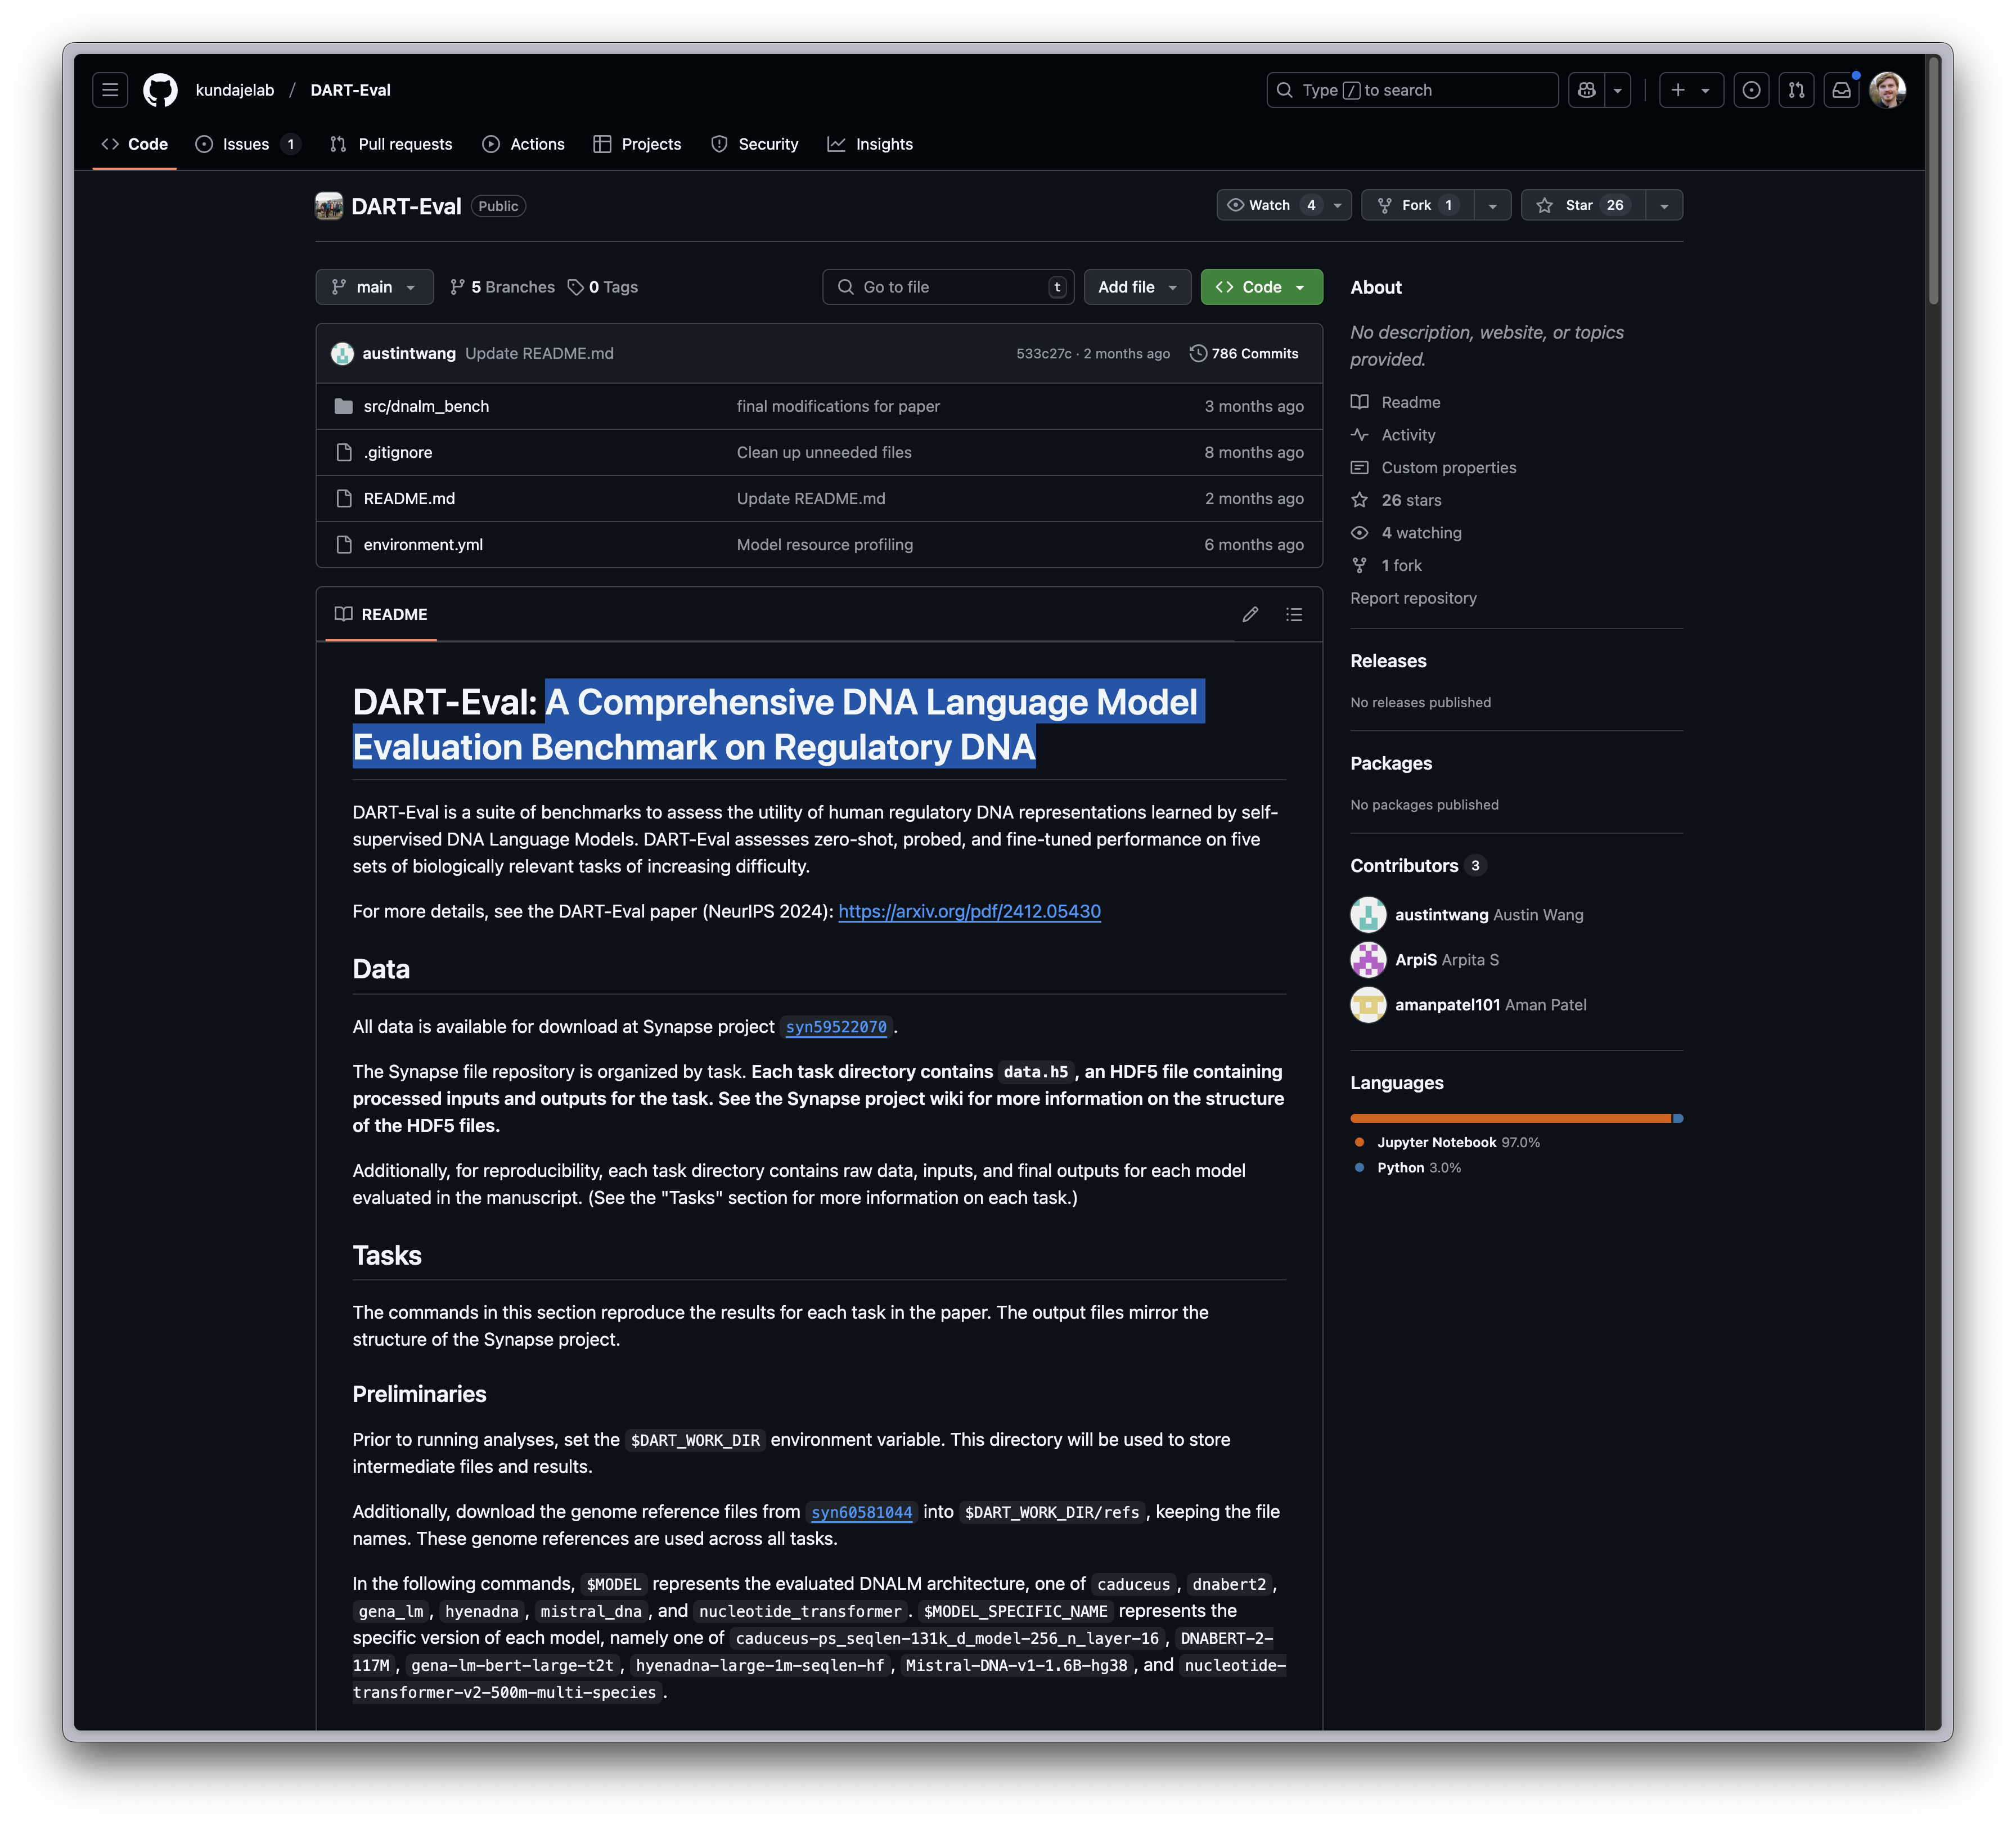 kundajelab / DART-Eval
Type / to search
Code
Issues 1
Pull requests
Actions
Projects
Security
Insights
DART-Eval Public
Watch 4
Fork 1
Star 26
main
5 Branches
0 Tags
Go to file t
Add file
Code
austintwang Update README.md 533c27c · 2 months ago 786 Commits
src/dnalm_bench final modifications for paper 3 months ago
.gitignore Clean up unneeded files 8 months ago
README.md Update README.md 2 months ago
environment.yml Model resource profiling 6 months ago
README
DART-Eval: A Comprehensive DNA Language Model
Evaluation Benchmark on Regulatory DNA
DART-Eval is a suite of benchmarks to assess the utility of human regulatory DNA representations learned by self-
supervised DNA Language Models. DART-Eval assesses zero-shot, probed, and fine-tuned performance on five
sets of biologically relevant tasks of increasing difficulty.
For more details, see the DART-Eval paper (NeurIPS 2024): https://arxiv.org/pdf/2412.05430
Data
All data is available for download at Synapse project syn59522070 .
The Synapse file repository is organized by task. Each task directory contains data.h5 , an HDF5 file containing
processed inputs and outputs for the task. See the Synapse project wiki for more information on the structure
of the HDF5 files.
Additionally, for reproducibility, each task directory contains raw data, inputs, and final outputs for each model
evaluated in the manuscript. (See the "Tasks" section for more information on each task.)
Tasks
The commands in this section reproduce the results for each task in the paper. The output files mirror the
structure of the Synapse project.
Preliminaries
Prior to running analyses, set the $DART_WORK_DIR environment variable. This directory will be used to store
intermediate files and results.
Additionally, download the genome reference files from syn60581044 into $DART_WORK_DIR/refs , keeping the file
names. These genome references are used across all tasks.
In the following commands, $MODEL represents the evaluated DNALM architecture, one of caduceus , dnabert2 ,
gena_lm , hyenadna , mistral_dna , and nucleotide_transformer . $MODEL_SPECIFIC_NAME represents the
specific version of each model, namely one of caduceus-ps_seqlen-131k_d_model-256_n_layer-16 , DNABERT-2-
117M , gena-lm-bert-large-t2t , hyenadna-large-1m-seqlen-hf , Mistral-DNA-v1-1.6B-hg38 , and nucleotide-
transformer-v2-500m-multi-species .
About
No description, website, or topics
provided.
Readme
Activity
Custom properties
26 stars
4 watching
1 fork
Report repository
Releases
No releases published
Packages
No packages published
Contributors 3
austintwang Austin Wang
ArpiS Arpita S
amanpatel101 Aman Patel
Languages
Jupyter Notebook 97.0%
Python 3.0%